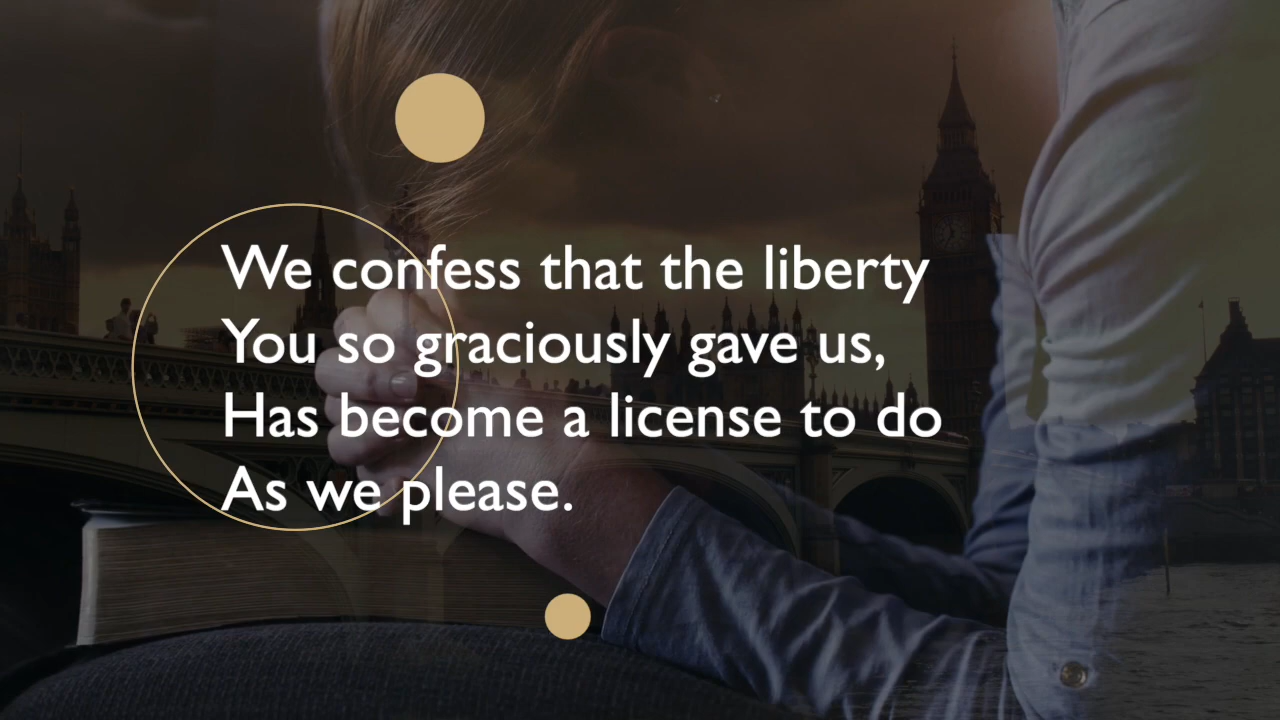 We confess that the liberty
You so graciously gave us,
Has become a license to do
As we please.